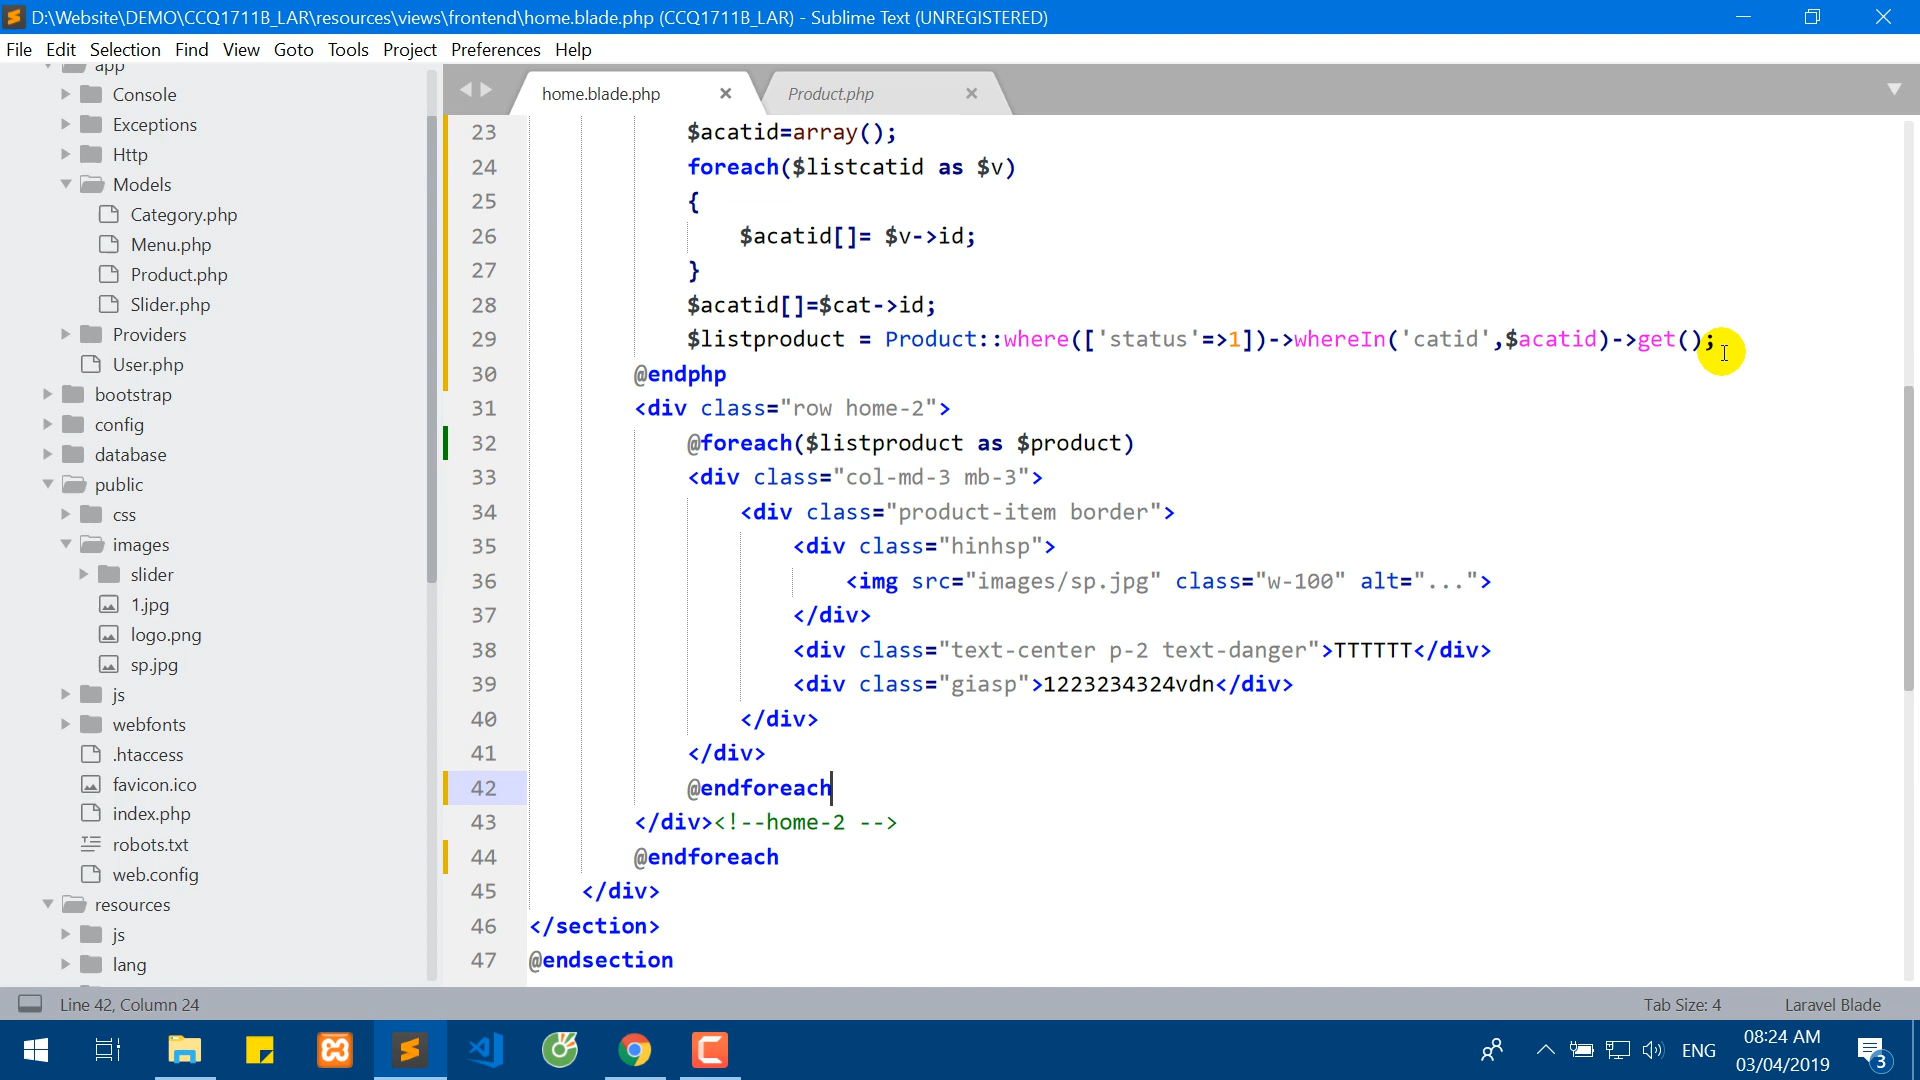 D:\Website\DEMO\CCQ1711B_LAR\resources\views\frontend\home.blade.php (CCQ1711B_LAR) - Sublime Text (UNREGISTERED)
File Edit Selection Find View Goto Tools Project Preferences Help
app
Console
Exceptions
Http
Models
Category.php
Menu.php
Product.php
Slider.php
Providers
User.php
bootstrap
config
database
public
css
images
slider
1.jpg
logo.png
sp.jpg
js
webfonts
.htaccess
favicon.ico
index.php
robots.txt
web.config
resources
js
lang
home.blade.php
Product.php
23 $acatid=array();
24 foreach($listcatid as $v)
25 {
26 $acatid[]= $v->id;
27 }
28 $acatid[]=$cat->id;
29 $listproduct = Product::where(['status'=>1])->whereIn('catid',$acatid)->get();
30 @endphp
31 <div class="row home-2">
32 @foreach($listproduct as $product)
33 <div class="col-md-3 mb-3">
34 <div class="product-item border">
35 <div class="hinhsp">
36 <img src="images/sp.jpg" class="w-100" alt="...">
37 </div>
38 <div class="text-center p-2 text-danger">TTTTTT</div>
39 <div class="giasp">1223234324vdn</div>
40 </div>
41 </div>
42 @endforeach
43 </div><!--home-2 -->
44 @endforeach
45 </div>
46 </section>
47 @endsection
Line 42, Column 24
Tab Size: 4
Laravel Blade
ENG
08:24 AM
03/04/2019
3